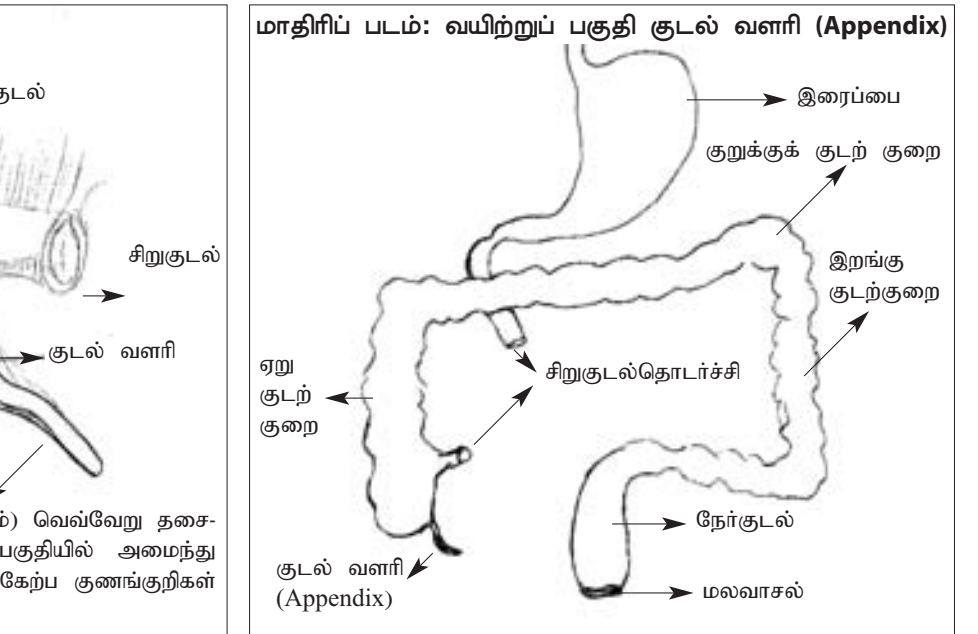 சிறுகுடல்
குடல் வளரி
வெவ்வேறு தசை-
பகுதியில் அமைந்து
குணங்குறிகள்
மாதிரிப் படம்: வயிற்றுப் பகுதி குடல் வளரி (Appendix)
இரைப்பை
குறுக்குக் குடற் குறை
இறங்கு
குடற்குறை
ஏறு
குடற்
குறை
சிறுகுடல்தொடர்ச்சி
நேர்குடல்
குடல் வளரி
(Appendix)
மலவாசல்